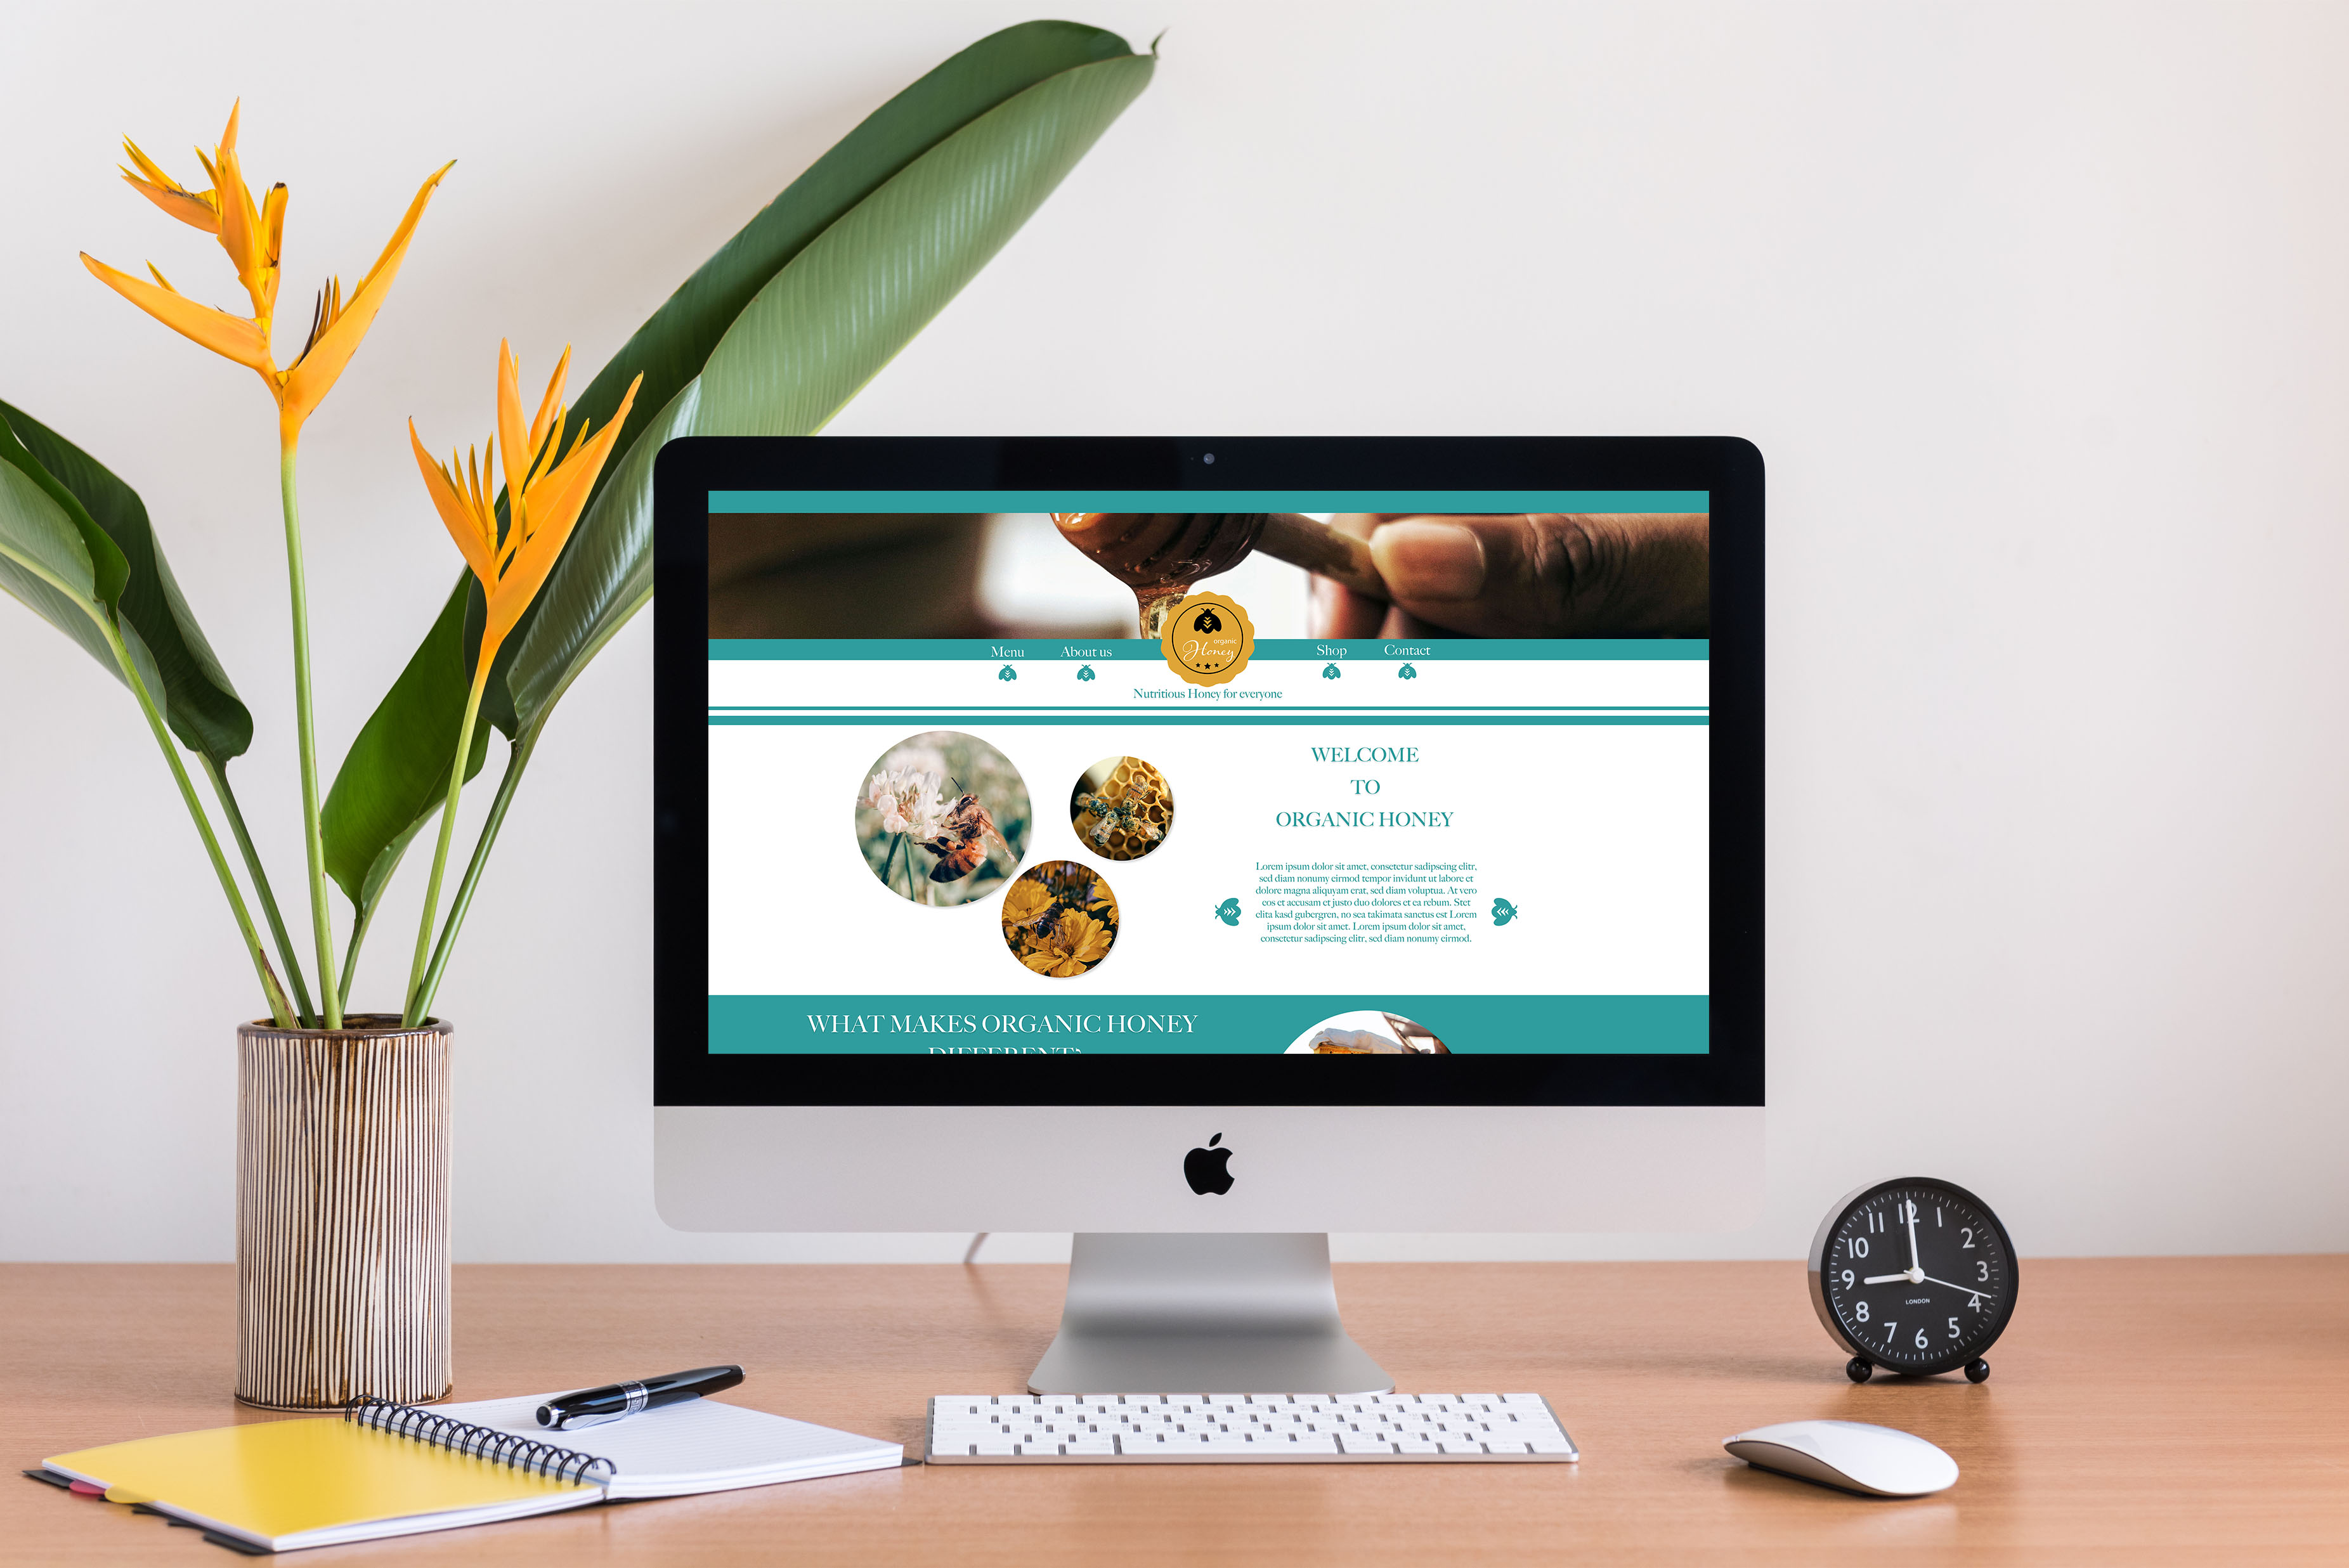 organic
Honey
Menu
About us
Shop
Contact
Nutritious Honey for everyone
WELCOME
TO
ORGANIC HONEY
Lorem ipsum dolor sit amet, consetetur sadipscing elitr,
sed diam nonumy eirmod tempor invidunt ut labore et
dolore magna aliquyam erat, sed diam voluptua. At vero
eos et accusam et justo duo dolores et ea rebum. Stet
clita kasd gubergren, no sea takimata sanctus est Lorem
ipsum dolor sit amet. Lorem ipsum dolor sit amet,
consetetur sadipscing elitr, sed diam nonumy eirmod.
WHAT MAKES ORGANIC HONEY
DIFFERENT?
12
1
2
3
4
5
6
7
8
9
10
11
LONDON